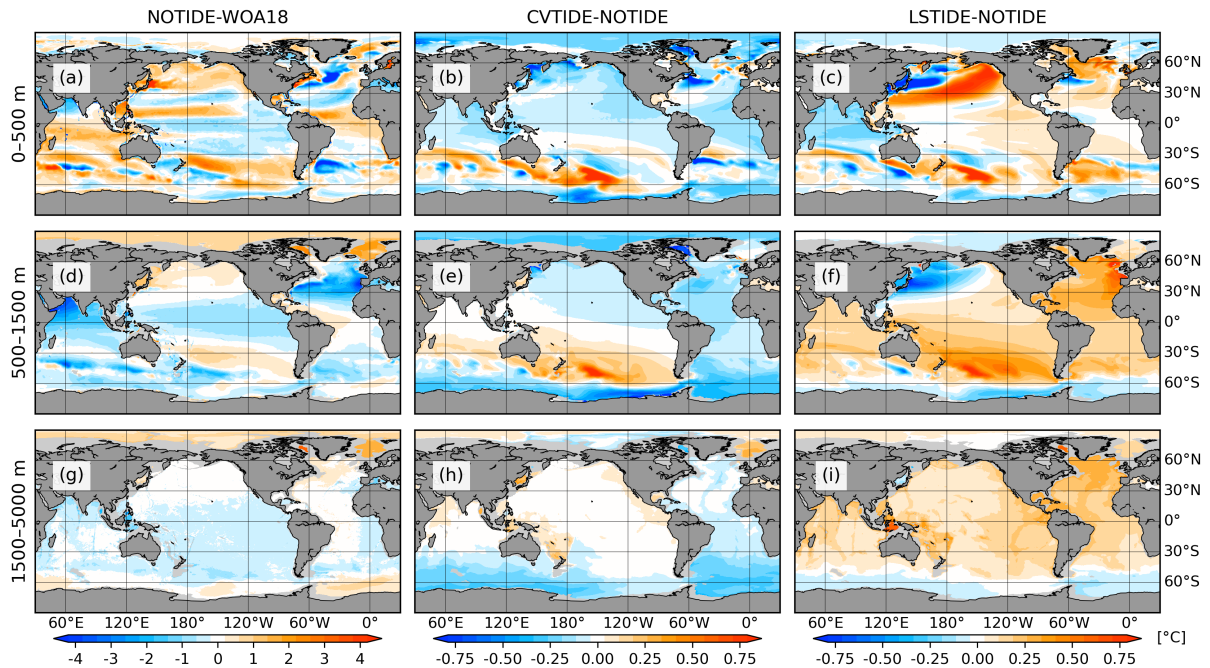 NOTIDE-WOA18 CVTIDE-NOTIDE LSTIDE-NOTIDE
0–500 m (a) (b) (c) 60°N 30°N 0° 30°S 60°S
500–1500 m (d) (e) (f) 60°N 30°N 0° 30°S 60°S
1500–5000 m (g) (h) (i) 60°N 30°N 0° 30°S 60°S
60°E 120°E 180° 120°W 60°W 0° 60°E 120°E 180° 120°W 60°W 0° 60°E 120°E 180° 120°W 60°W 0°
-4 -3 -2 -1 0 1 2 3 4 -0.75 -0.50 -0.25 0.00 0.25 0.50 0.75 -0.75 -0.50 -0.25 0.00 0.25 0.50 0.75 [°C]